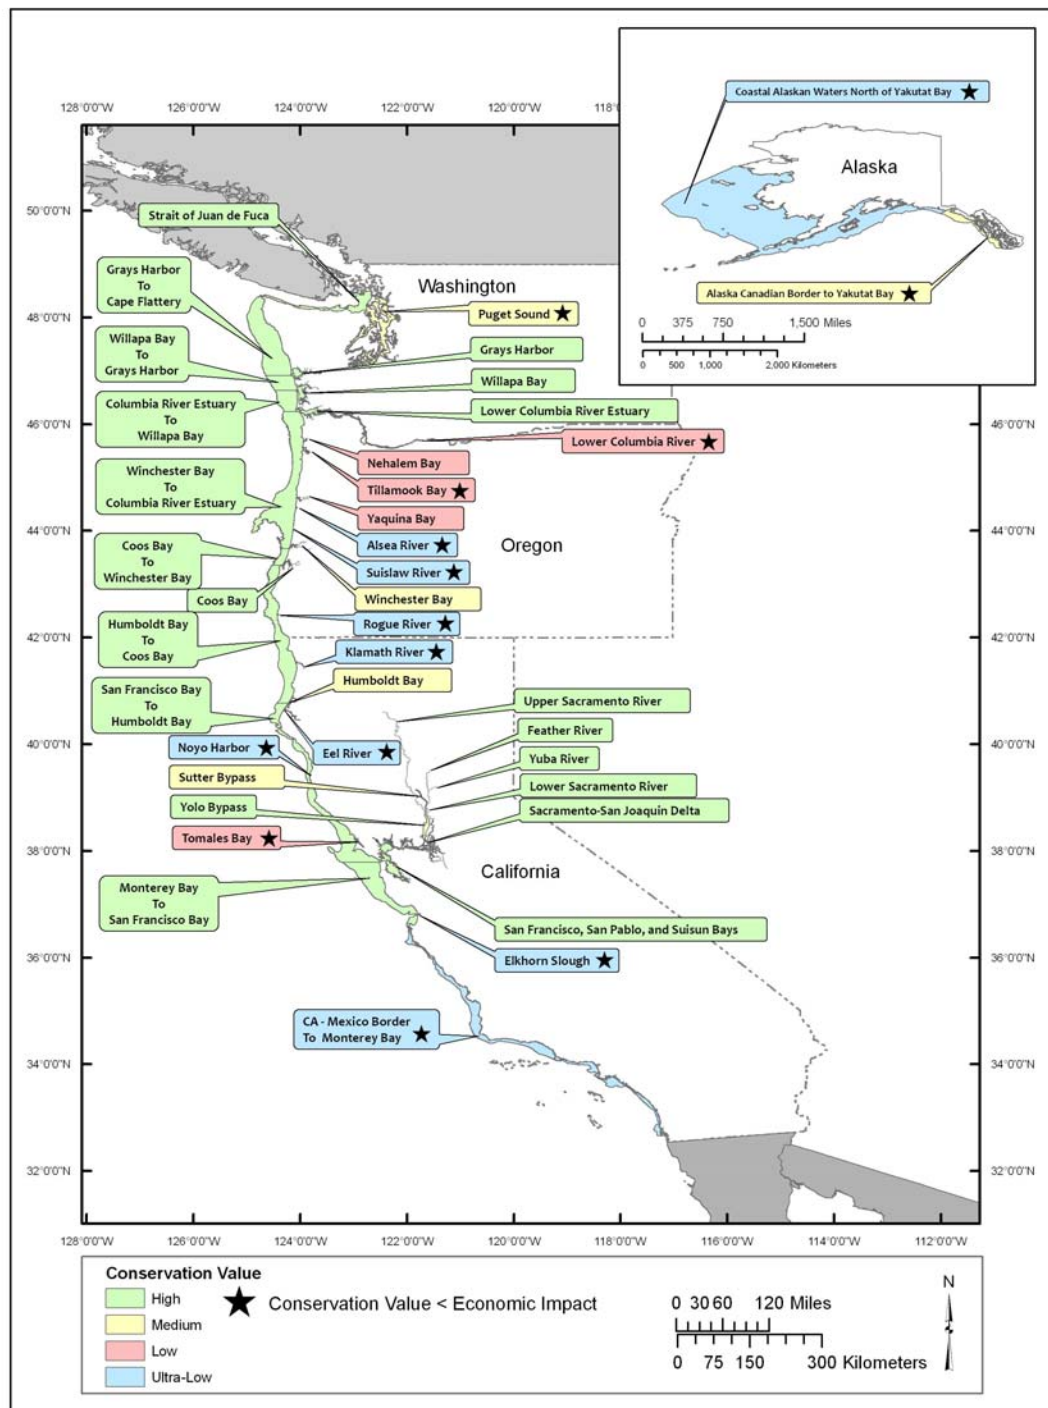 Coastal Alaskan Waters North of Yakutat Bay
Alaska
Alaska Canadian Border to Yakutat Bay
0 375 750 1,500 Miles
0 500 1,000 2,000 Kilometers
128°0'0"W 126°0'0"W 124°0'0"W 122°0'0"W 120°0'0"W 118°
50°0'0"N
Strait of Juan de Fuca
Washington
Grays Harbor
To
Cape Flattery
48°0'0"N
Puget Sound
Willapa Bay
To
Grays Harbor
Grays Harbor
Willapa Bay
Columbia River Estuary
To
Willapa Bay
Lower Columbia River Estuary
46°0'0"N 46°0'0"N
Lower Columbia River
Nehalem Bay
Winchester Bay
To
Columbia River Estuary
Tillamook Bay
Yaquina Bay
44°0'0"N 44°0'0"N
Alsea River
Oregon
Coos Bay
To
Winchester Bay
Suislaw River
Coos Bay
Winchester Bay
Humboldt Bay
To
Coos Bay
Rogue River
42°0'0"N 42°0'0"N
Klamath River
San Francisco Bay
To
Humboldt Bay
Humboldt Bay
Upper Sacramento River
Feather River
40°0'0"N 40°0'0"N
Noyo Harbor
Eel River
Yuba River
Sutter Bypass
Lower Sacramento River
Yolo Bypass
Sacramento-San Joaquin Delta
Tomales Bay
38°0'0"N 38°0'0"N
California
Monterey Bay
To
San Francisco Bay
San Francisco, San Pablo, and Suisun Bays
36°0'0"N 36°0'0"N
Elkhorn Slough
CA - Mexico Border
To Monterey Bay
34°0'0"N 34°0'0"N
32°0'0"N 32°0'0"N
128°0'0"W 126°0'0"W 124°0'0"W 122°0'0"W 120°0'0"W 118°0'0"W 116°0'0"W 114°0'0"W 112°0'0"W
Conservation Value
High
Medium
Low
Ultra-Low
Conservation Value < Economic Impact
0 30 60 120 Miles
0 75 150 300 Kilometers
N